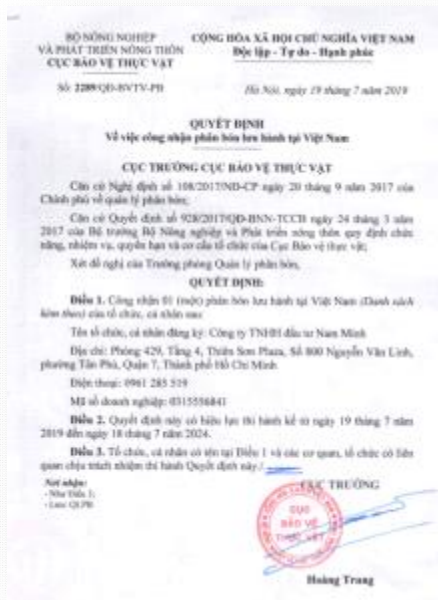 BỘ NÔNG NGHIỆP
VÀ PHÁT TRIỂN NÔNG THÔN
CỤC BẢO VỆ THỰC VẬT
Số: 2289/QĐ-BVTV-PB
CỘNG HÒA XÃ HỘI CHỦ NGHĨA VIỆT NAM
Độc lập - Tự do - Hạnh phúc
Hà Nội, ngày 19 tháng 7 năm 2019
QUYẾT ĐỊNH
Về việc công nhận phân bón lưu hành tại Việt Nam
CỤC TRƯỞNG CỤC BẢO VỆ THỰC VẬT
Căn cứ Nghị định số 108/2017/NĐ-CP ngày 20 tháng 9 năm 2017 của
Chính phủ về quản lý phân bón;
Căn cứ Quyết định số 928/2017/QĐ-BNN-TCCB ngày 24 tháng 3 năm
2017 của Bộ trưởng Bộ Nông nghiệp và Phát triển nông thôn quy định chức
năng, nhiệm vụ, quyền hạn và cơ cấu tổ chức của Cục Bảo vệ thực vật;
Xét đề nghị của Trưởng phòng Quản lý phân bón,
QUYẾT ĐỊNH:
Điều 1. Công nhận 01 (một) phân bón lưu hành tại Việt Nam (Danh sách
kèm theo) của tổ chức, cá nhân sau:
Tên tổ chức, cá nhân đăng ký: Công ty TNHH đầu tư Nam Minh
Địa chỉ: Phòng 429, Tầng 4, Thiên Sơn Plaza, Số 800 Nguyễn Văn Linh,
phường Tân Phú, Quận 7, Thành phố Hồ Chí Minh
Điện thoại: 0961 285 519
Mã số doanh nghiệp: 0315556841
Điều 2. Quyết định này có hiệu lực thi hành kể từ ngày 19 tháng 7 năm
2019 đến ngày 18 tháng 7 năm 2024.
Điều 3. Tổ chức, cá nhân có tên tại Điều 1 và các cơ quan, tổ chức có liên
quan chịu trách nhiệm thi hành Quyết định này./.
Nơi nhận:
- Như Điều 3;
- Lưu: QLPB.
CỤC TRƯỞNG
CỤC
BẢO VỆ
THỰC VẬT
Hoàng Trung